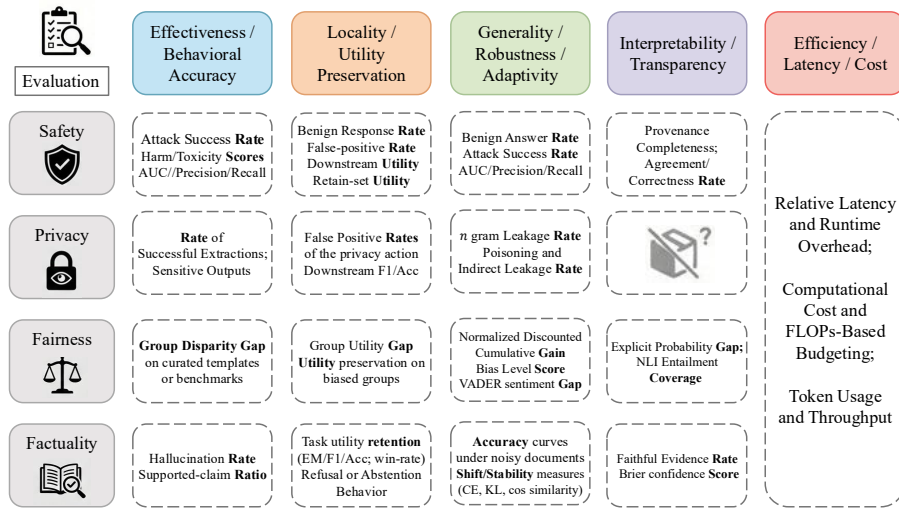 Evaluation
Effectiveness /
Behavioral
Accuracy
Locality /
Utility
Preservation
Generality /
Robustness /
Adaptivity
Interpretability /
Transparency
Efficiency /
Latency / Cost
Safety
Attack Success Rate
Harm/Toxicity Scores
AUC//Precision/Recall
Benign Response Rate
False-positive Rate
Downstream Utility
Retain-set Utility
Benign Answer Rate
Attack Success Rate
AUC/Precision/Recall
Provenance
Completeness;
Agreement/
Correctness Rate
Privacy
Rate of
Successful Extractions;
Sensitive Outputs
False Positive Rates
of the privacy action
Downstream F1/Acc
n gram Leakage Rate
Poisoning and
Indirect Leakage Rate
?
Fairness
Group Disparity Gap
on curated templates
or benchmarks
Group Utility Gap
Utility preservation on
biased groups
Normalized Discounted
Cumulative Gain
Bias Level Score
VADER sentiment Gap
Explicit Probability Gap;
NLI Entailment
Coverage
Factuality
Hallucination Rate
Supported-claim Ratio
Task utility retention
(EM/F1/Acc; win-rate)
Refusal or Abstention
Behavior
Accuracy curves
under noisy documents
Shift/Stability measures
(CE, KL, cos similarity)
Faithful Evidence Rate
Brier confidence Score
Relative Latency
and Runtime
Overhead;
Computational
Cost and
FLOPs-Based
Budgeting;
Token Usage
and Throughput